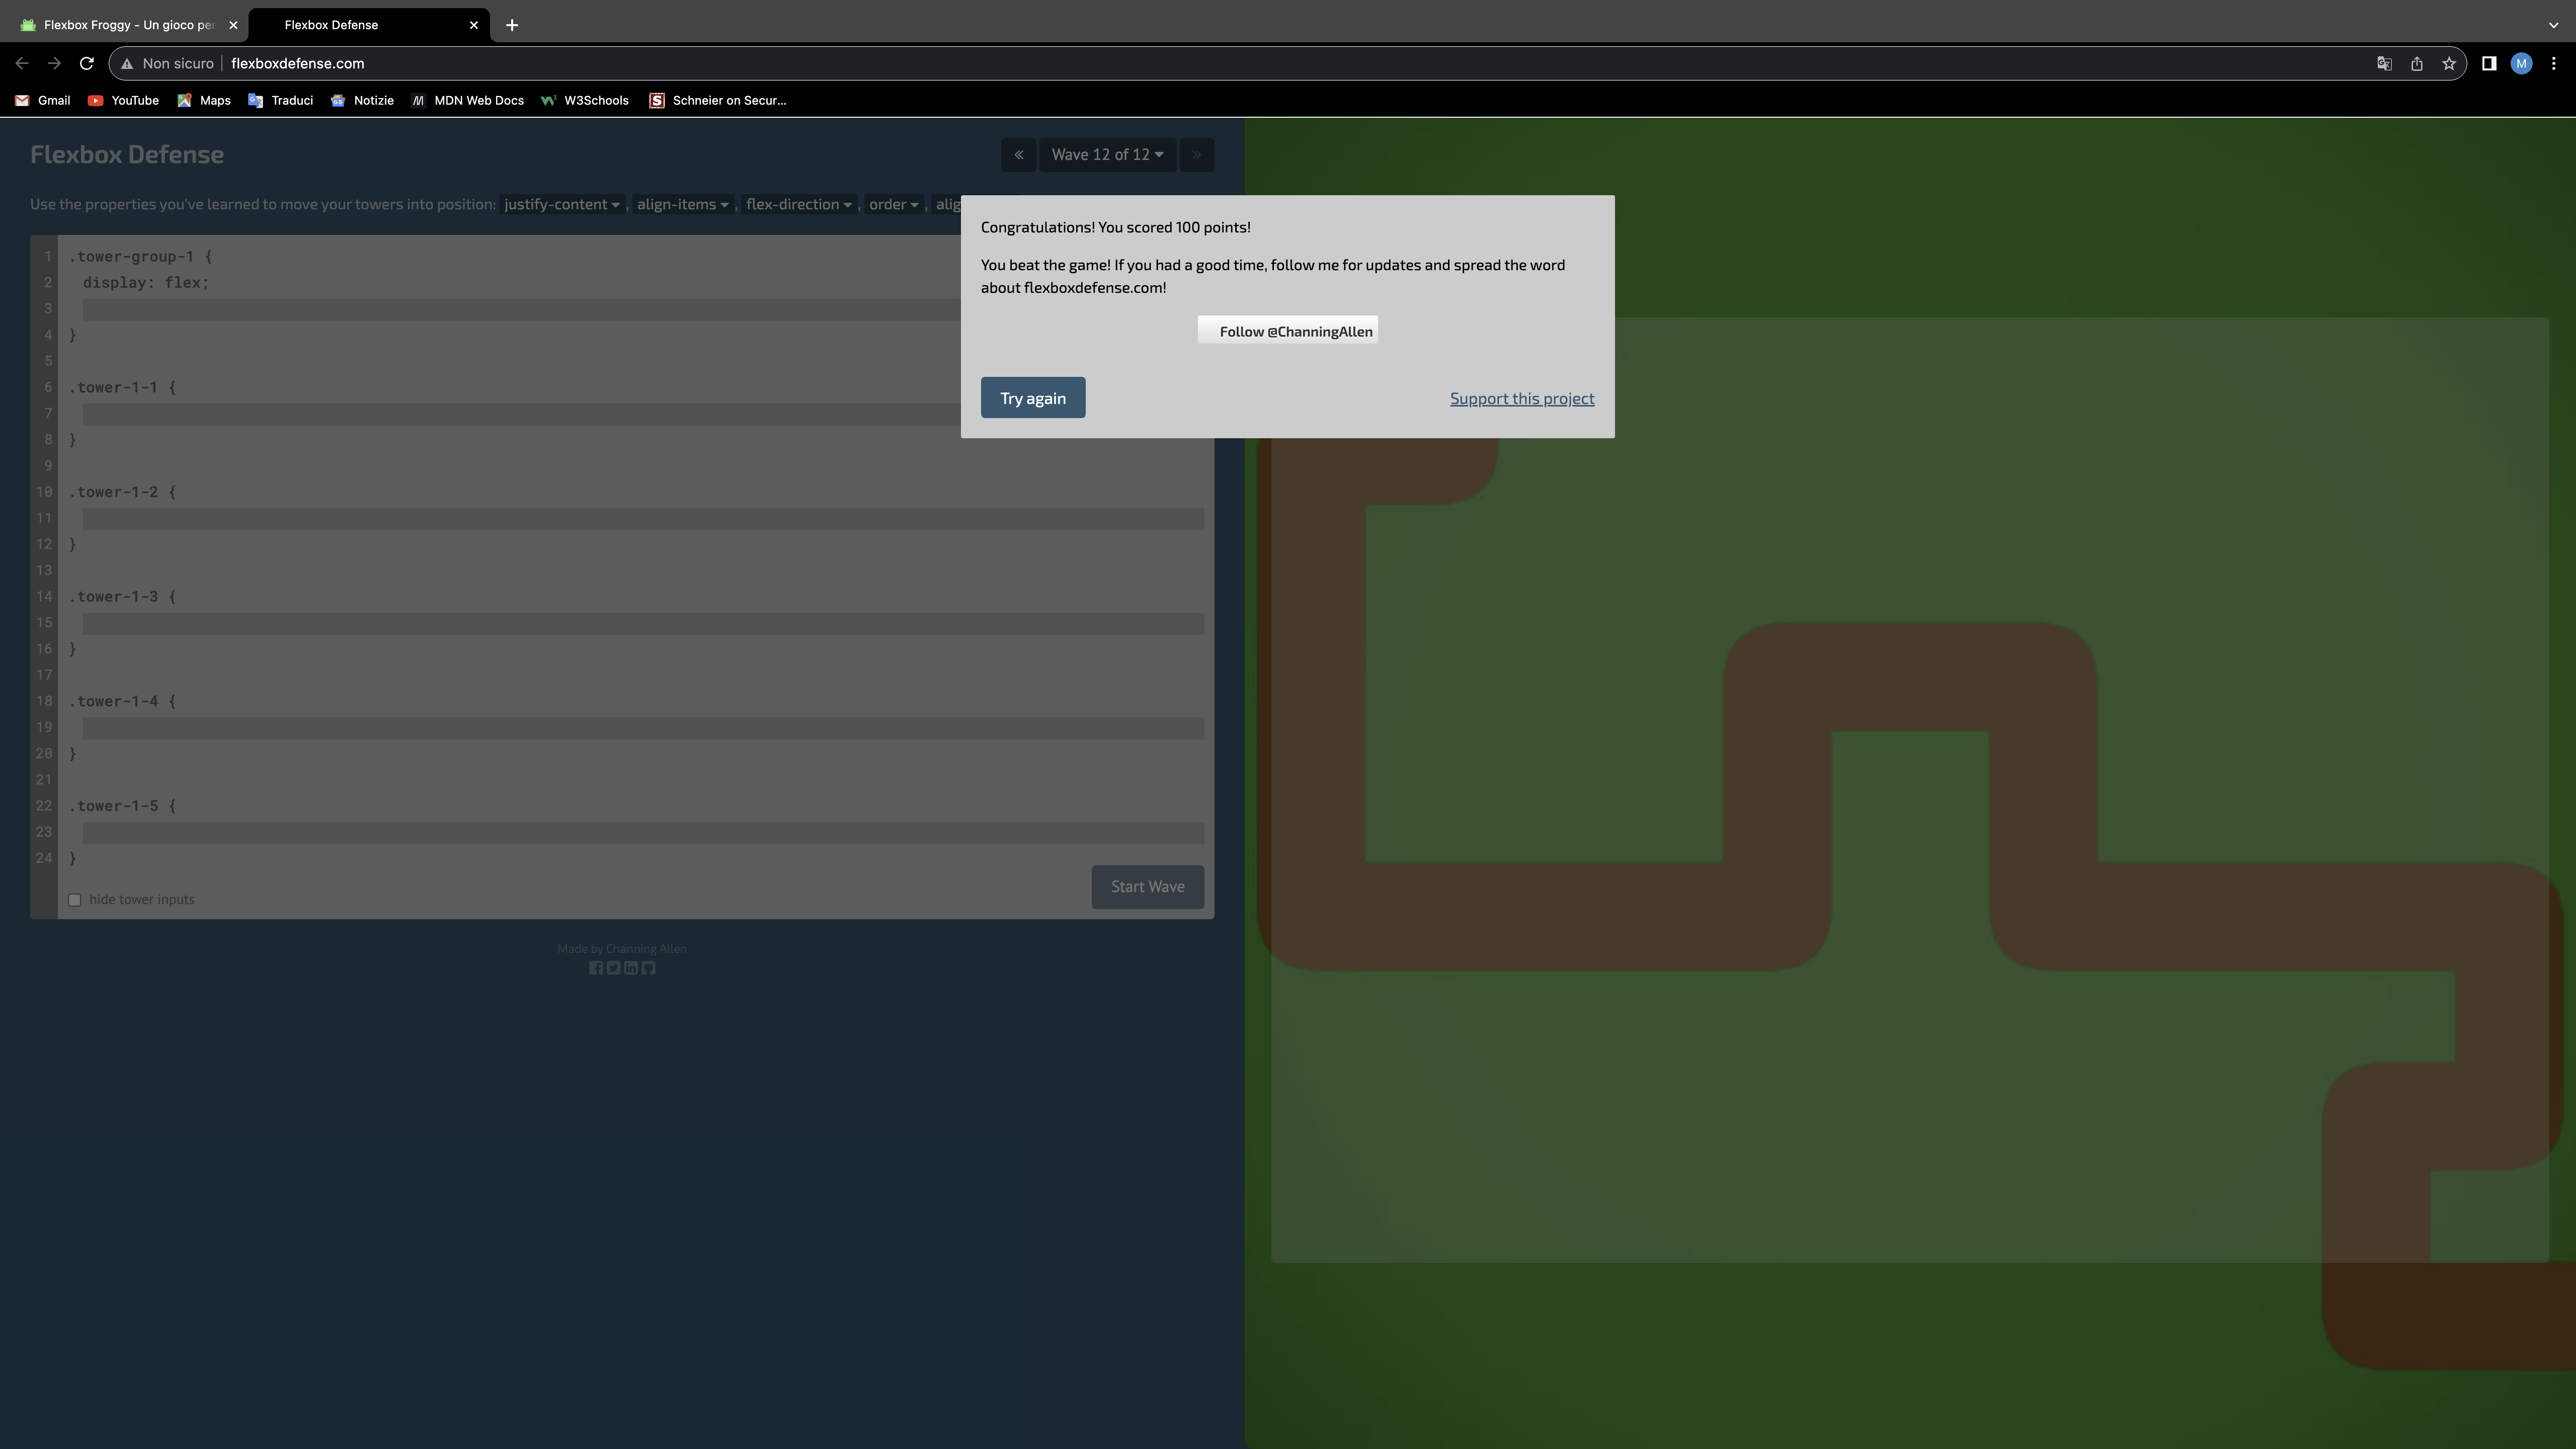 Flexbox Froggy - Un gioco per
Flexbox Defense
Non sicuro flexboxdefense.com
M
Gmail YouTube Maps Traduci Notizie MDN Web Docs W3Schools Schneier on Secur...
Flexbox Defense
« Wave 12 of 12 »
Use the properties you've learned to move your towers into position: justify-content , align-items , flex-direction , order , alig
Congratulations! You scored 100 points!
You beat the game! If you had a good time, follow me for updates and spread the word
about flexboxdefense.com!
Follow @ChanningAllen
Try again Support this project
1 .tower-group-1 {
2 display: flex;
3
4 }
5
6 .tower-1-1 {
7
8 }
9
10 .tower-1-2 {
11
12 }
13
14 .tower-1-3 {
15
16 }
17
18 .tower-1-4 {
19
20 }
21
22 .tower-1-5 {
23
24 }
hide tower inputs
Start Wave
Made by Channing Allen